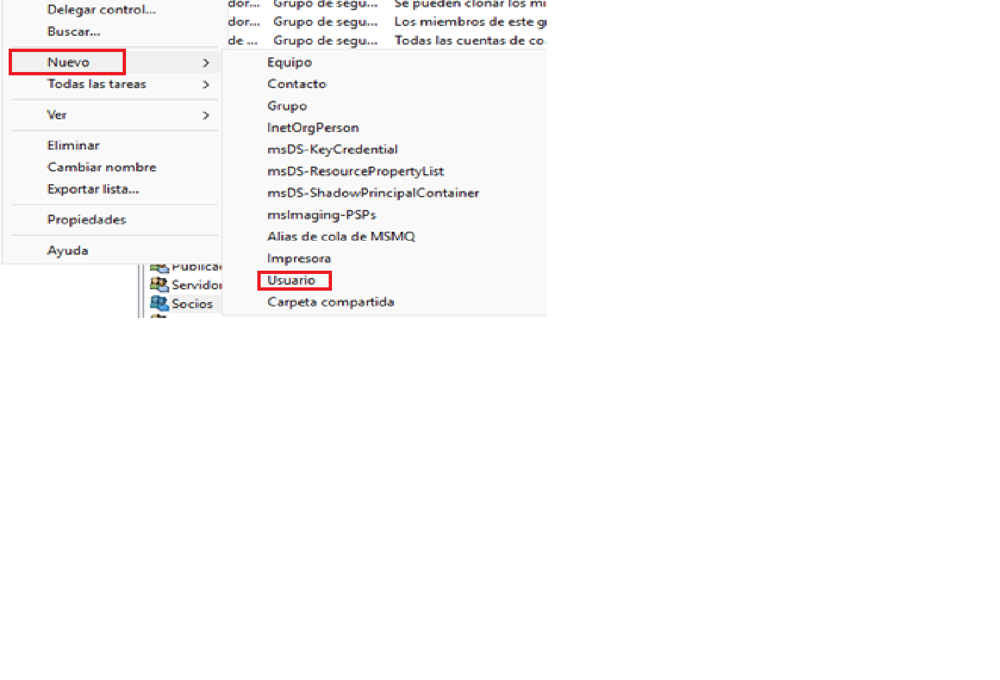 Delegar control...
Buscar...
Nuevo
Todas las tareas
Ver
Eliminar
Cambiar nombre
Exportar lista...
Propiedades
Ayuda
dor... Grupo de segu... Se pueden clonar los mi
dor... Grupo de segu... Los miembros de este gr
de ... Grupo de segu... Todas las cuentas de co
Equipo
Contacto
Grupo
InetOrgPerson
msDS-KeyCredential
msDS-ResourcePropertyList
msDS-ShadowPrincipalContainer
msImaging-PSPs
Alias de cola de MSMQ
Impresora
Usuario
Carpeta compartida
Publica
Servidor
Socios